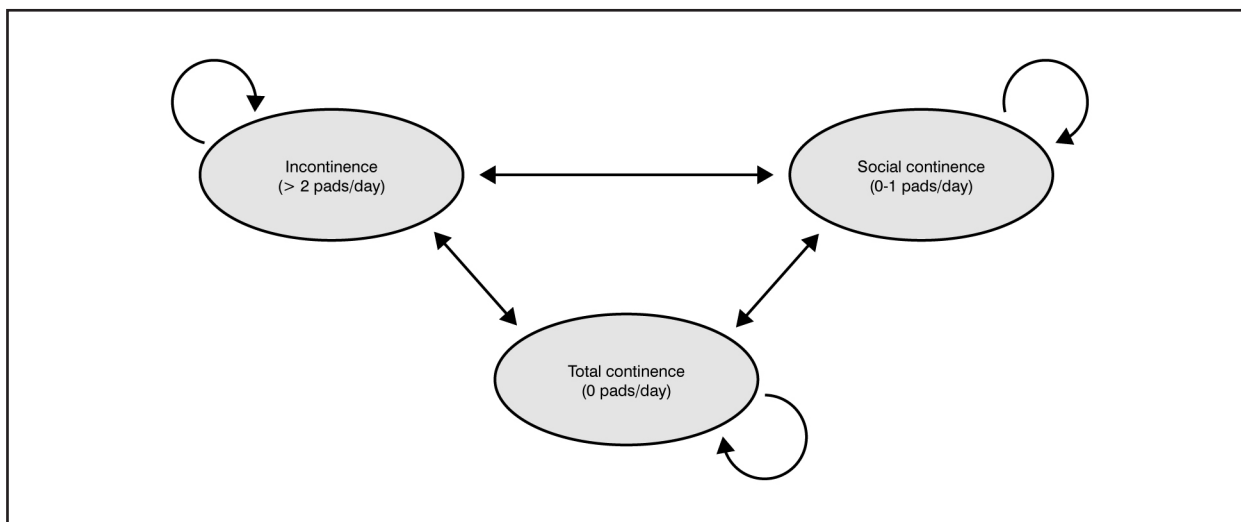 Incontinence
(> 2 pads/day)
Social continence
(0-1 pads/day)
Total continence
(0 pads/day)